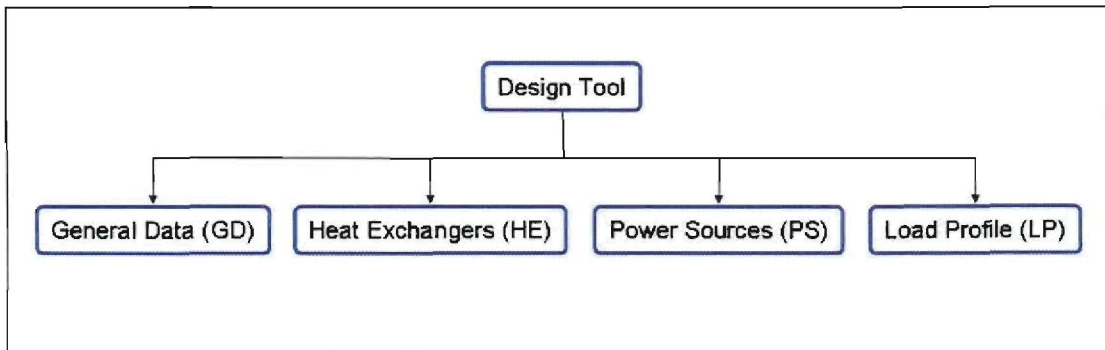 Design Tool
General Data (GD)
Heat Exchangers (HE)
Power Sources (PS)
Load Profile (LP)